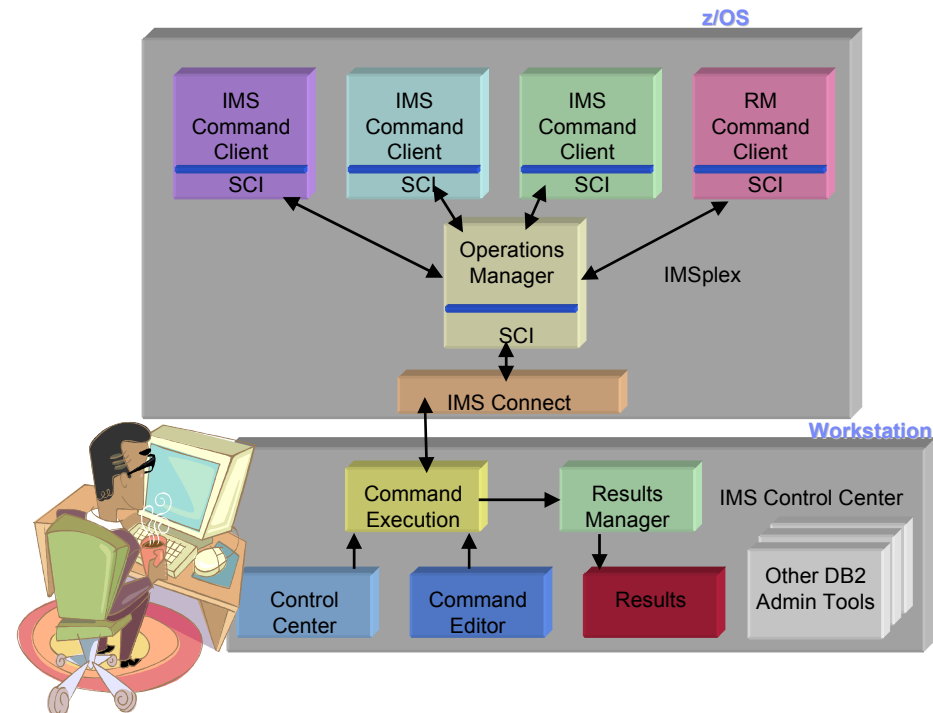 z/OS
IMS
Command
Client
SCI
IMS
Command
Client
SCI
IMS
Command
Client
SCI
RM
Command
Client
SCI
Operations
Manager
SCI
IMSplex
IMS Connect
Workstation
Command
Execution
Results
Manager
IMS Control Center
Control
Center
Command
Editor
Results
Other DB2
Admin Tools